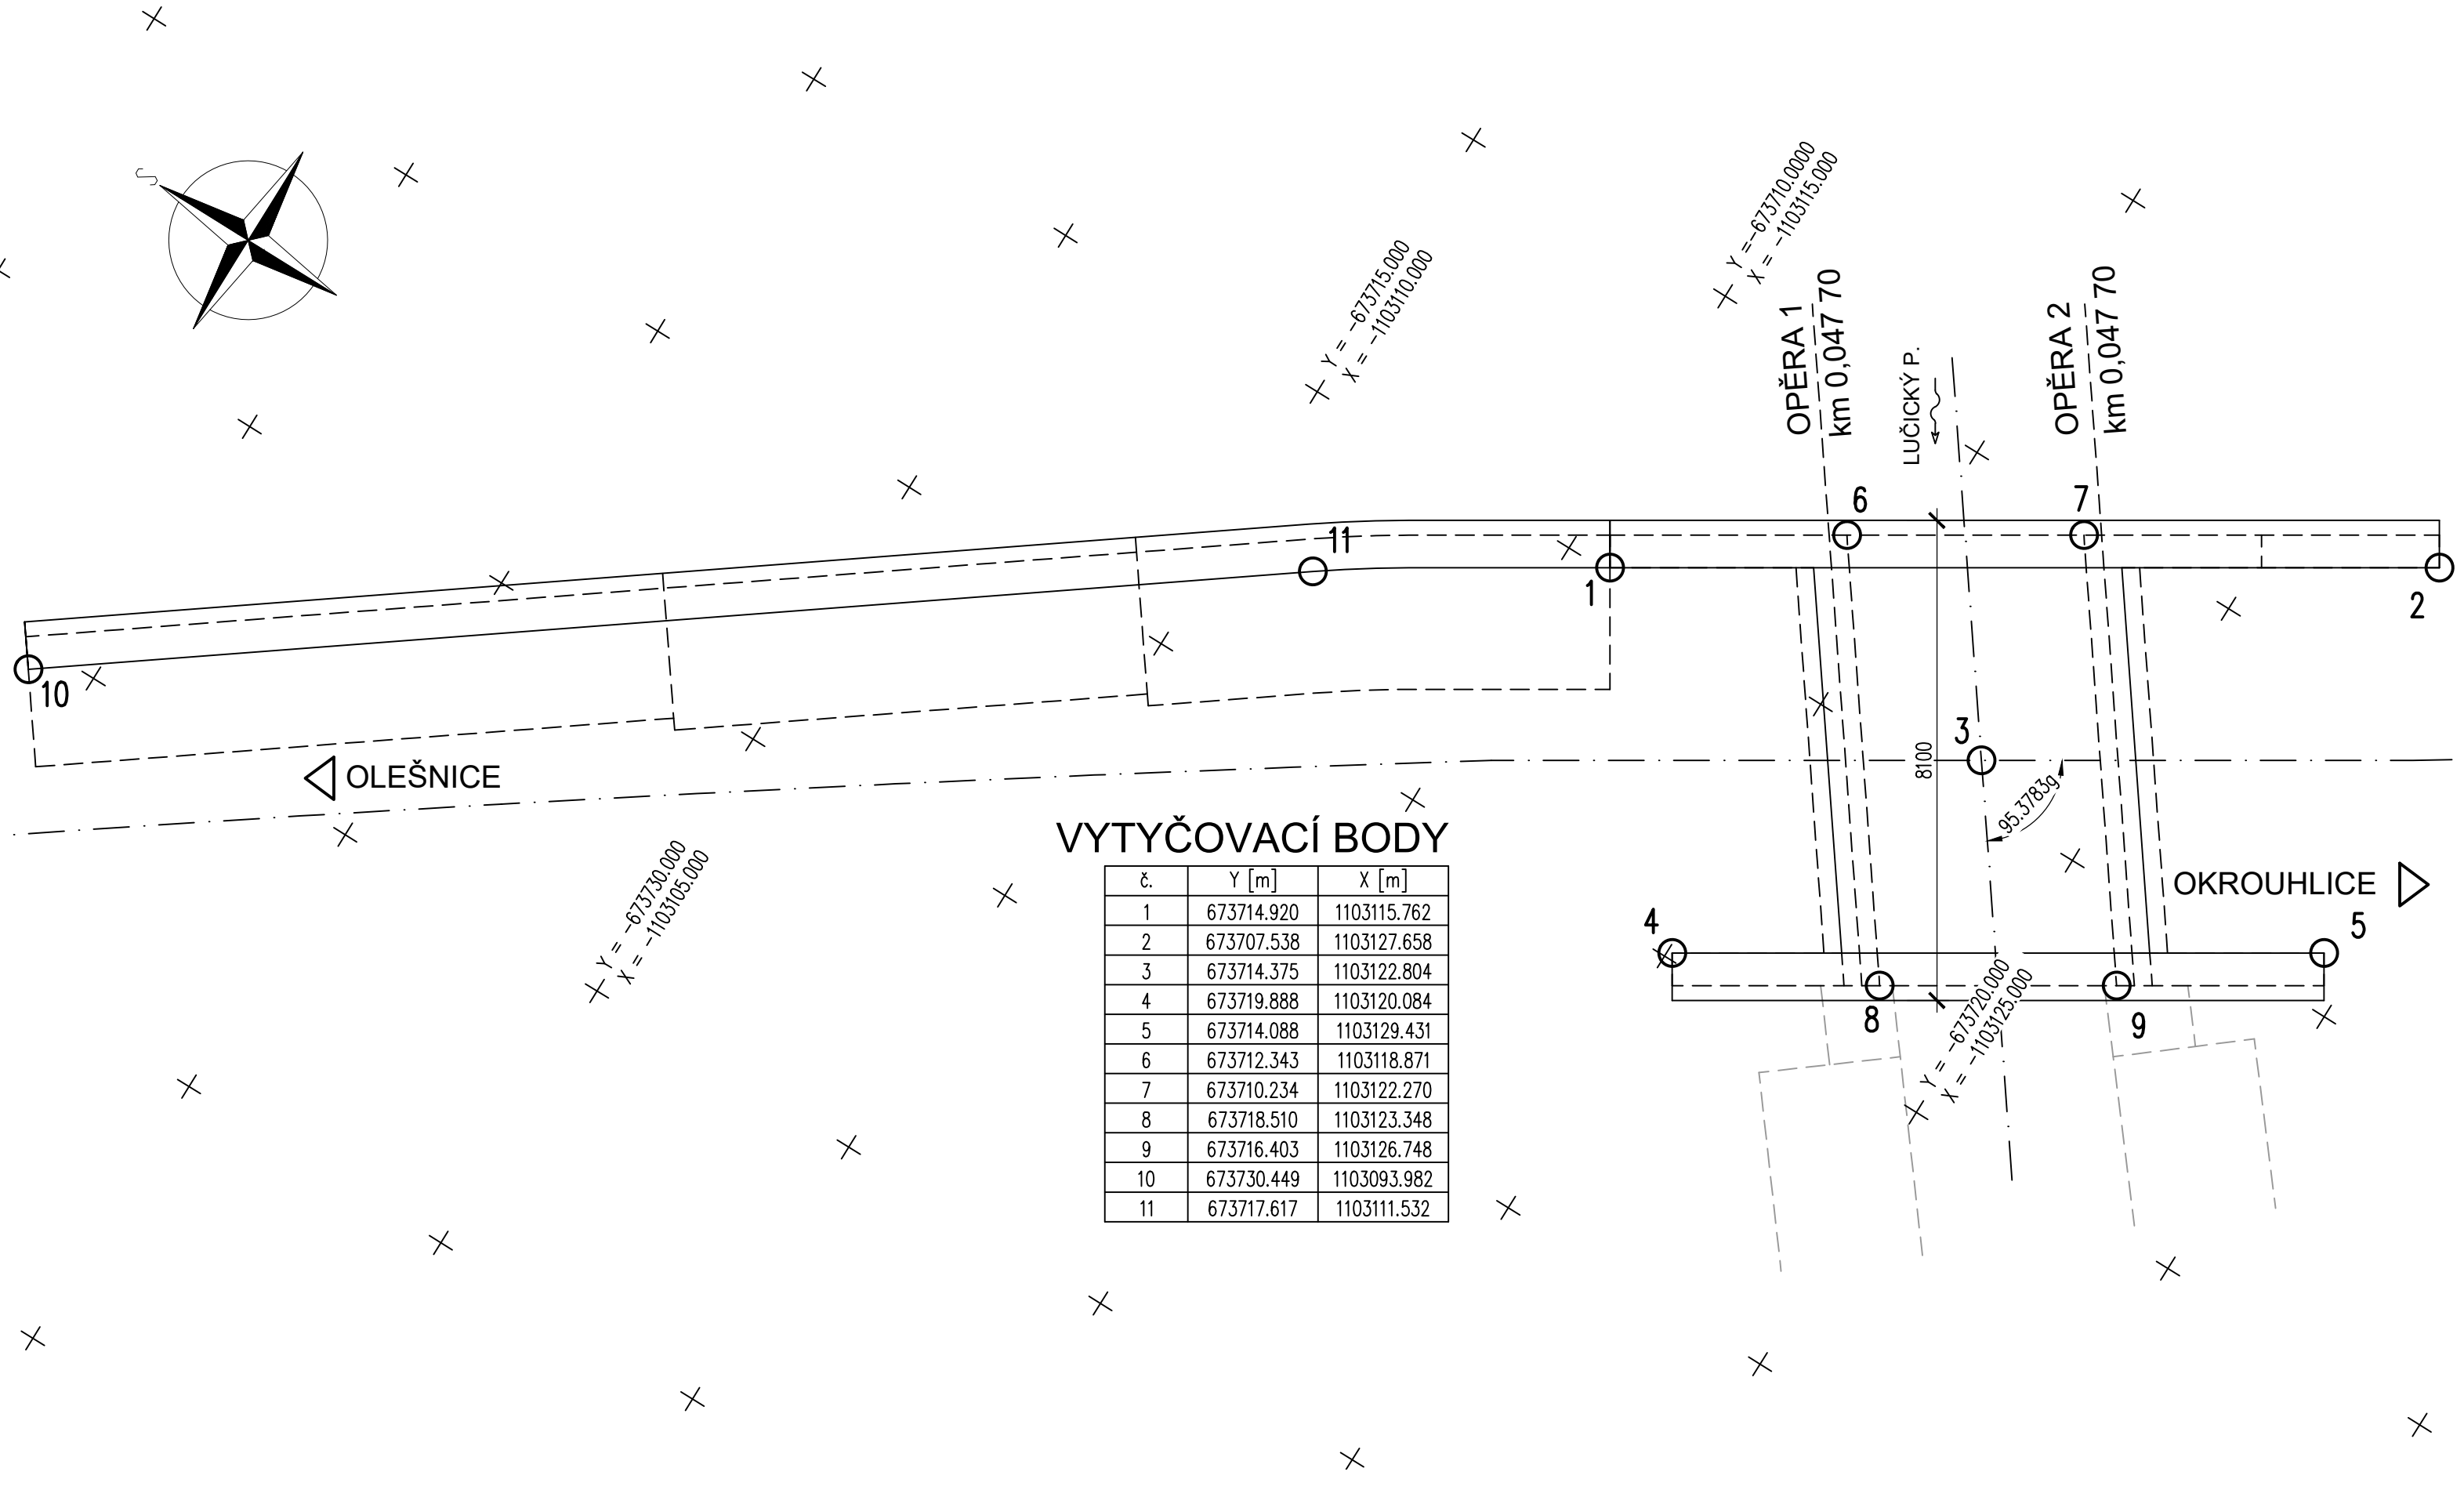 S
Y =-673710.0000
X = -1103115.000
Y = -673715.000
X = -1103110.000
OPĚRA 1
km 0,047 70
LUČICKÝ P.
OPĚRA 2
km 0,047 70
6
7
11
1
2
10
3
8100
95.3783g
OLEŠNICE
OKROUHLICE
4
5
8
9
Y = -673730.000
X = -1103105.000
Y = -673720.000
X = -1103125.000
VYTYČOVACÍ BODY
č. Y [m] X [m]
1 673714.920 1103115.762
2 673707.538 1103127.658
3 673714.375 1103122.804
4 673719.888 1103120.084
5 673714.088 1103129.431
6 673712.343 1103118.871
7 673710.234 1103122.270
8 673718.510 1103123.348
9 673716.403 1103126.748
10 673730.449 1103093.982
11 673717.617 1103111.532